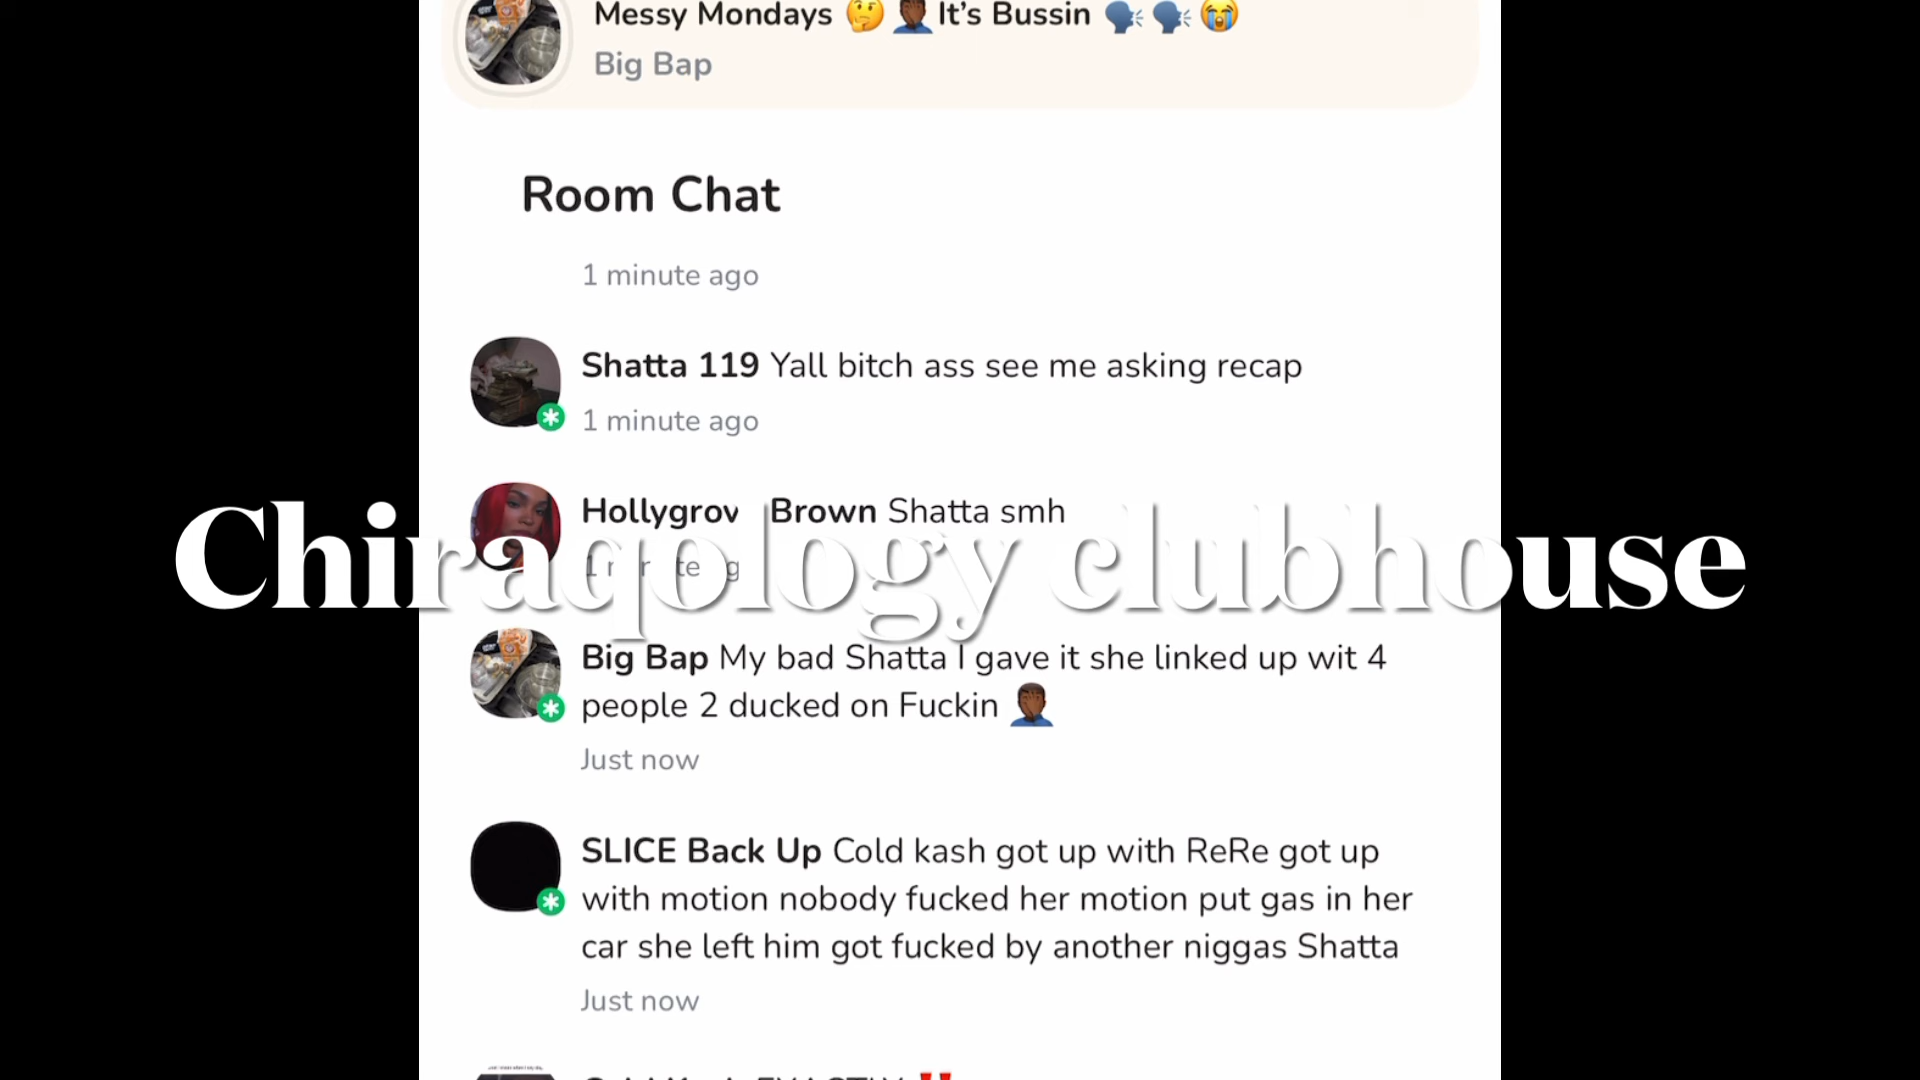 Messy Mondays 🤔🤦🏾‍♂️It's Bussin 🗣️🗣️😭
Big Bap
Room Chat
1 minute ago
Shatta 119 Yall bitch ass see me asking recap
1 minute ago
Hollygrov Brown Shatta smh
Chiraqology clubhouse
Big Bap My bad Shatta I gave it she linked up wit 4
people 2 ducked on Fuckin 🤦🏾‍♂️
Just now
SLICE Back Up Cold kash got up with ReRe got up
with motion nobody fucked her motion put gas in her
car she left him got fucked by another niggas Shatta
Just now